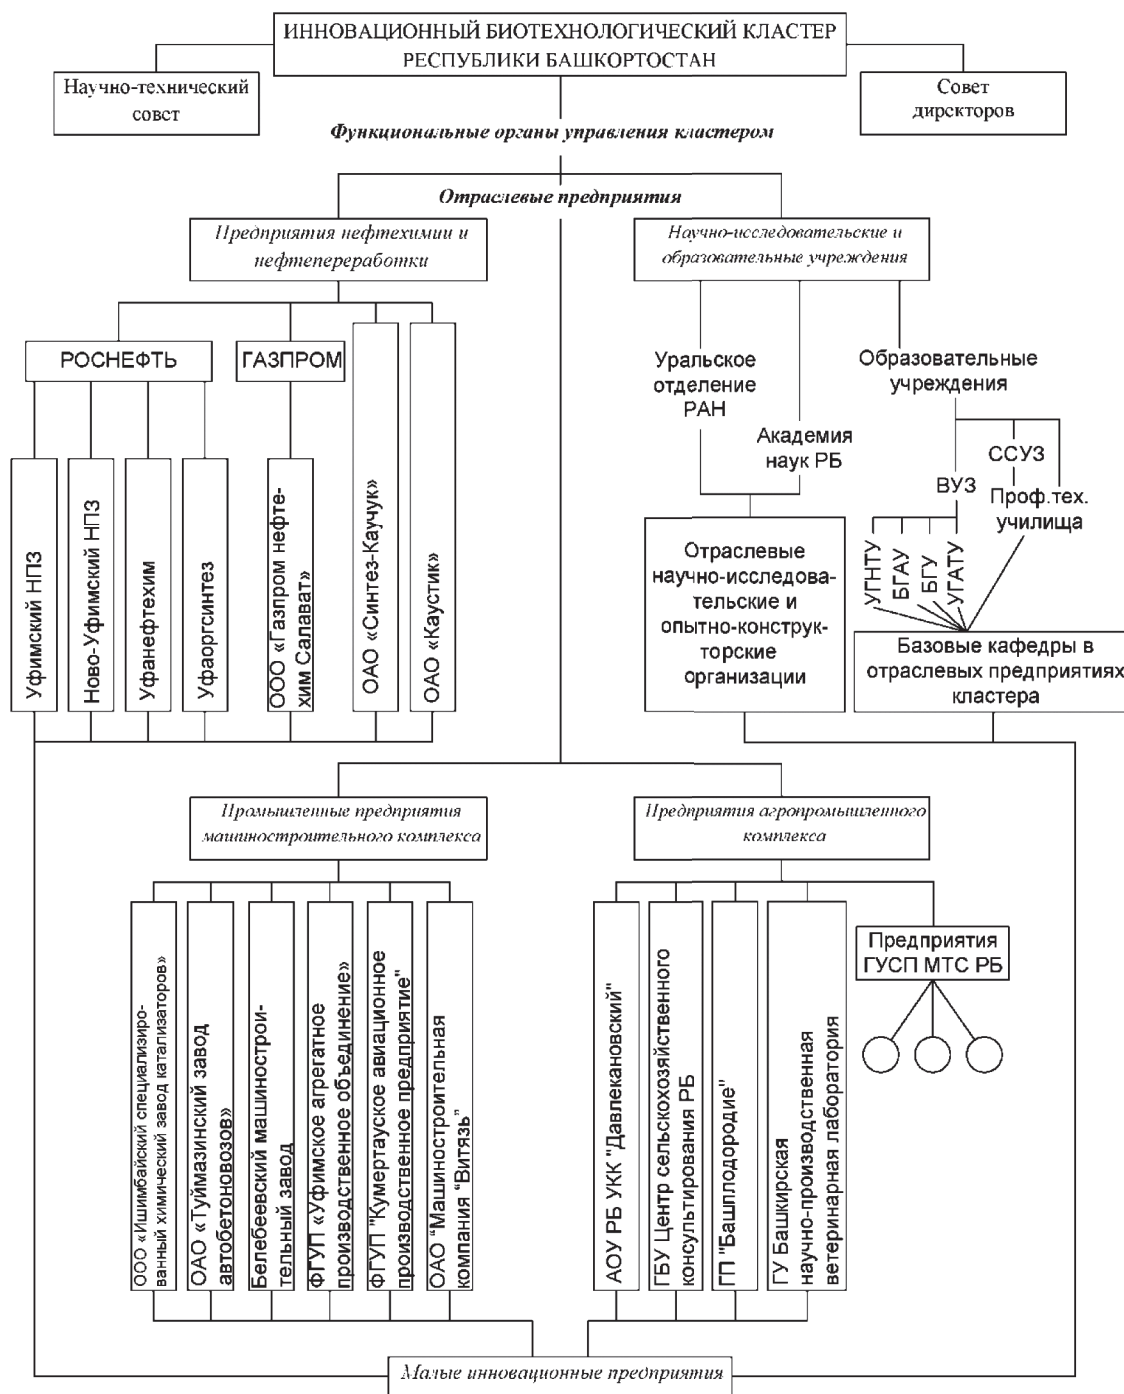 ИННОВАЦИОННЫЙ БИОТЕХНОЛОГИЧЕСКИЙ КЛАСТЕР
РЕСПУБЛИКИ БАШКОРТОСТАН
Научно-технический
совет
Совет
директоров
Функциональные органы управления кластером
Отраслевые предприятия
Предприятия нефтехимии и
нефтепереработки
Научно-исследовательские и
образовательные учреждения
РОСНЕФТЬ
ГАЗПРОМ
Уфимский НПЗ
Ново-Уфимский НПЗ
Уфанефтехим
Уфаоргсинтез
ООО «Газпром нефте-
хим Салават»
ОАО «Синтез-Каучук»
ОАО «Каустик»
Уральское
отделение
РАН
Академия
наук РБ
Образовательные
учреждения
ССУЗ
ВУЗ
Проф.тех.
училища
УГНТУ
БГАУ
БГУ
УГАТУ
Отраслевые
научно-исследова-
тельские и
опытно-конструк-
торские
организации
Базовые кафедры в
отраслевых предприятиях
кластера
Промышленные предприятия
машиностроительного комплекса
Предприятия агропромышленного
комплекса
ООО «Ишимбайский специализиро-
ванный химический завод катализаторов»
ОАО «Туймазинский завод
автобетоновозов»
Белебеевский машинострои-
тельный завод
ФГУП «Уфимское агрегатное
производственное объединение»
ФГУП "Кумертауское авиационное
производственное предприятие"
ОАО "Машиностроительная
компания "Витязь"
АОУ РБ УКК "Давлекановский"
ГБУ Центр сельскохозяйственного
консультирования РБ
ГП "Башплодородие"
ГУ Башкирская
научно-производственная
ветеринарная лаборатория
Предприятия
ГУСП МТС РБ
Малые инновационные предприятия